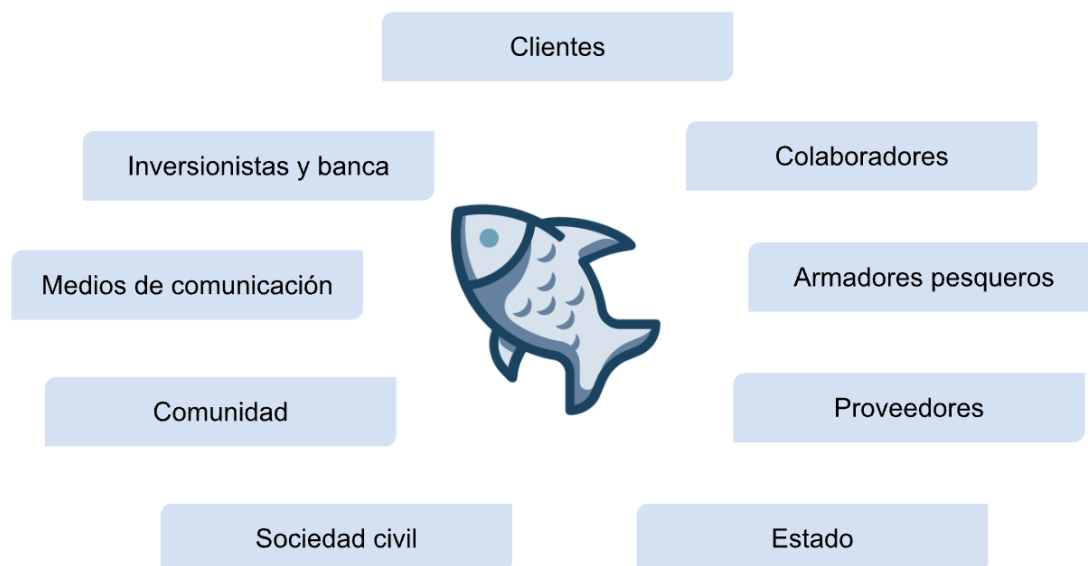 Clientes
Inversionistas y banca
Colaboradores
Medios de comunicación
Armadores pesqueros
Comunidad
Proveedores
Sociedad civil
Estado